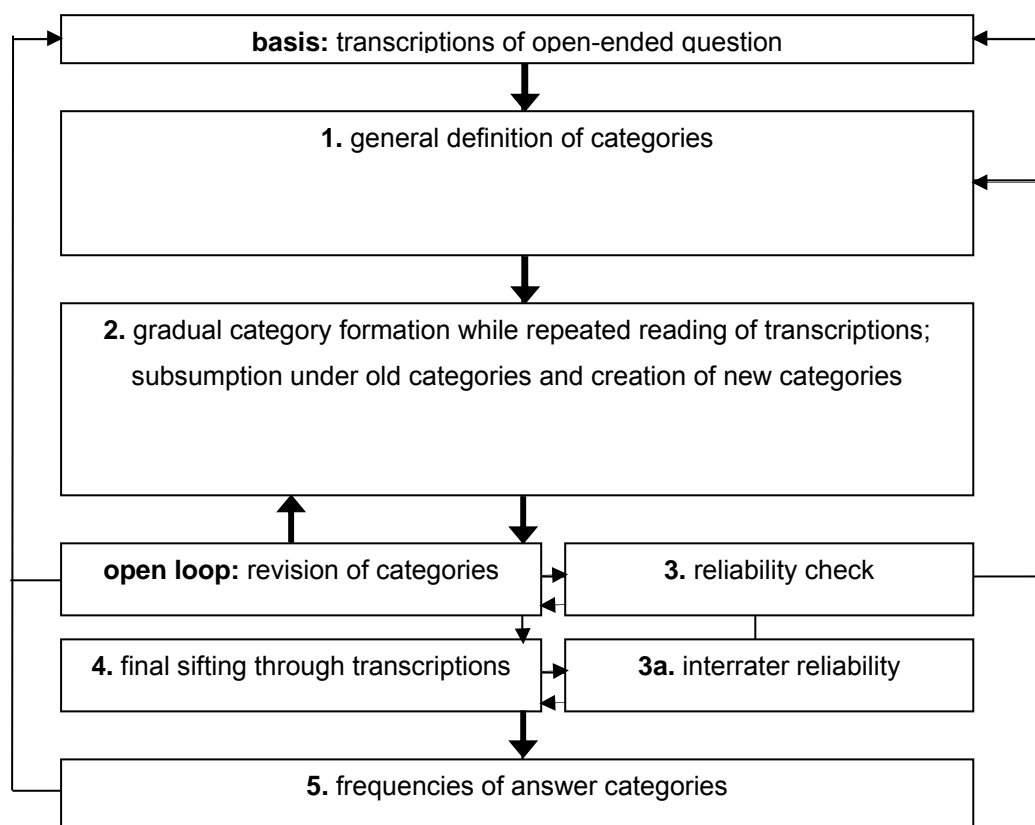 basis: transcriptions of open-ended question
1. general definition of categories
2. gradual category formation while repeated reading of transcriptions;
subsumption under old categories and creation of new categories
open loop: revision of categories
3. reliability check
4. final sifting through transcriptions
3a. interrater reliability
5. frequencies of answer categories